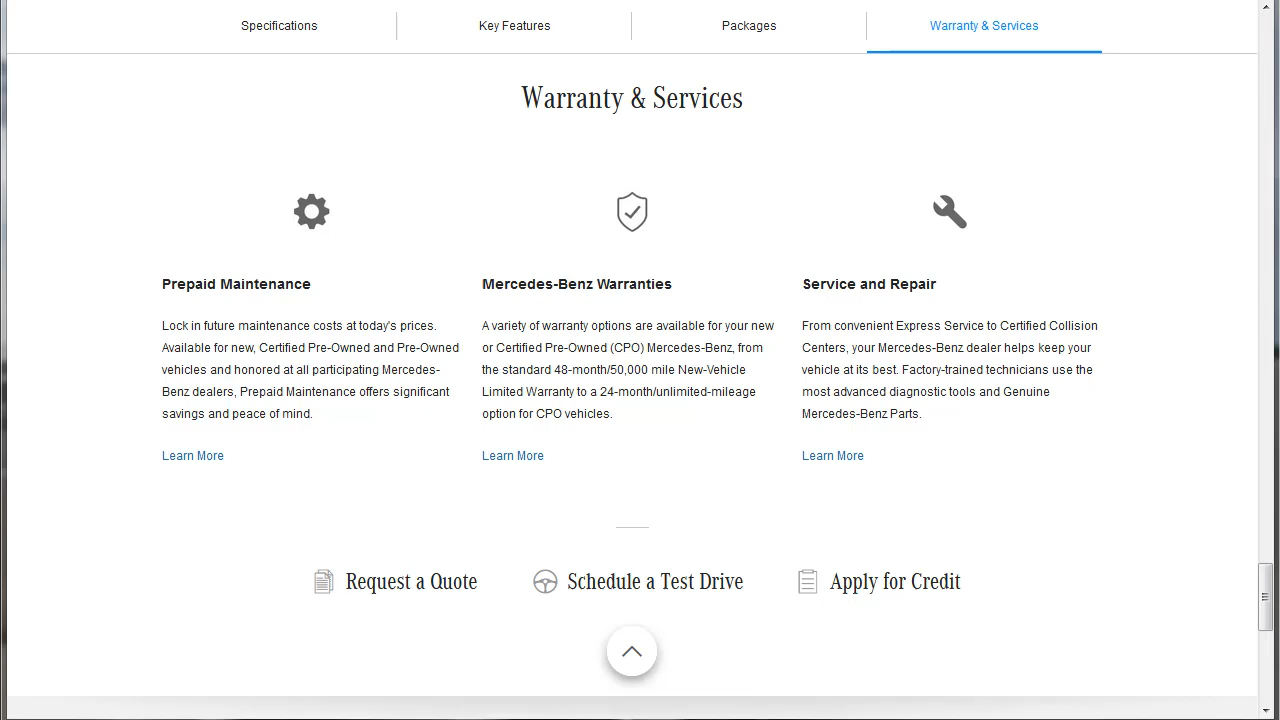 Specifications
Key Features
Packages
Warranty & Services
Warranty & Services
Prepaid Maintenance
Lock in future maintenance costs at today's prices.
Available for new, Certified Pre-Owned and Pre-Owned
vehicles and honored at all participating Mercedes-
Benz dealers, Prepaid Maintenance offers significant
savings and peace of mind.
Learn More
Mercedes-Benz Warranties
A variety of warranty options are available for your new
or Certified Pre-Owned (CPO) Mercedes-Benz, from
the standard 48-month/50,000 mile New-Vehicle
Limited Warranty to a 24-month/unlimited-mileage
option for CPO vehicles.
Learn More
Service and Repair
From convenient Express Service to Certified Collision
Centers, your Mercedes-Benz dealer helps keep your
vehicle at its best. Factory-trained technicians use the
most advanced diagnostic tools and Genuine
Mercedes-Benz Parts.
Learn More
Request a Quote
Schedule a Test Drive
Apply for Credit